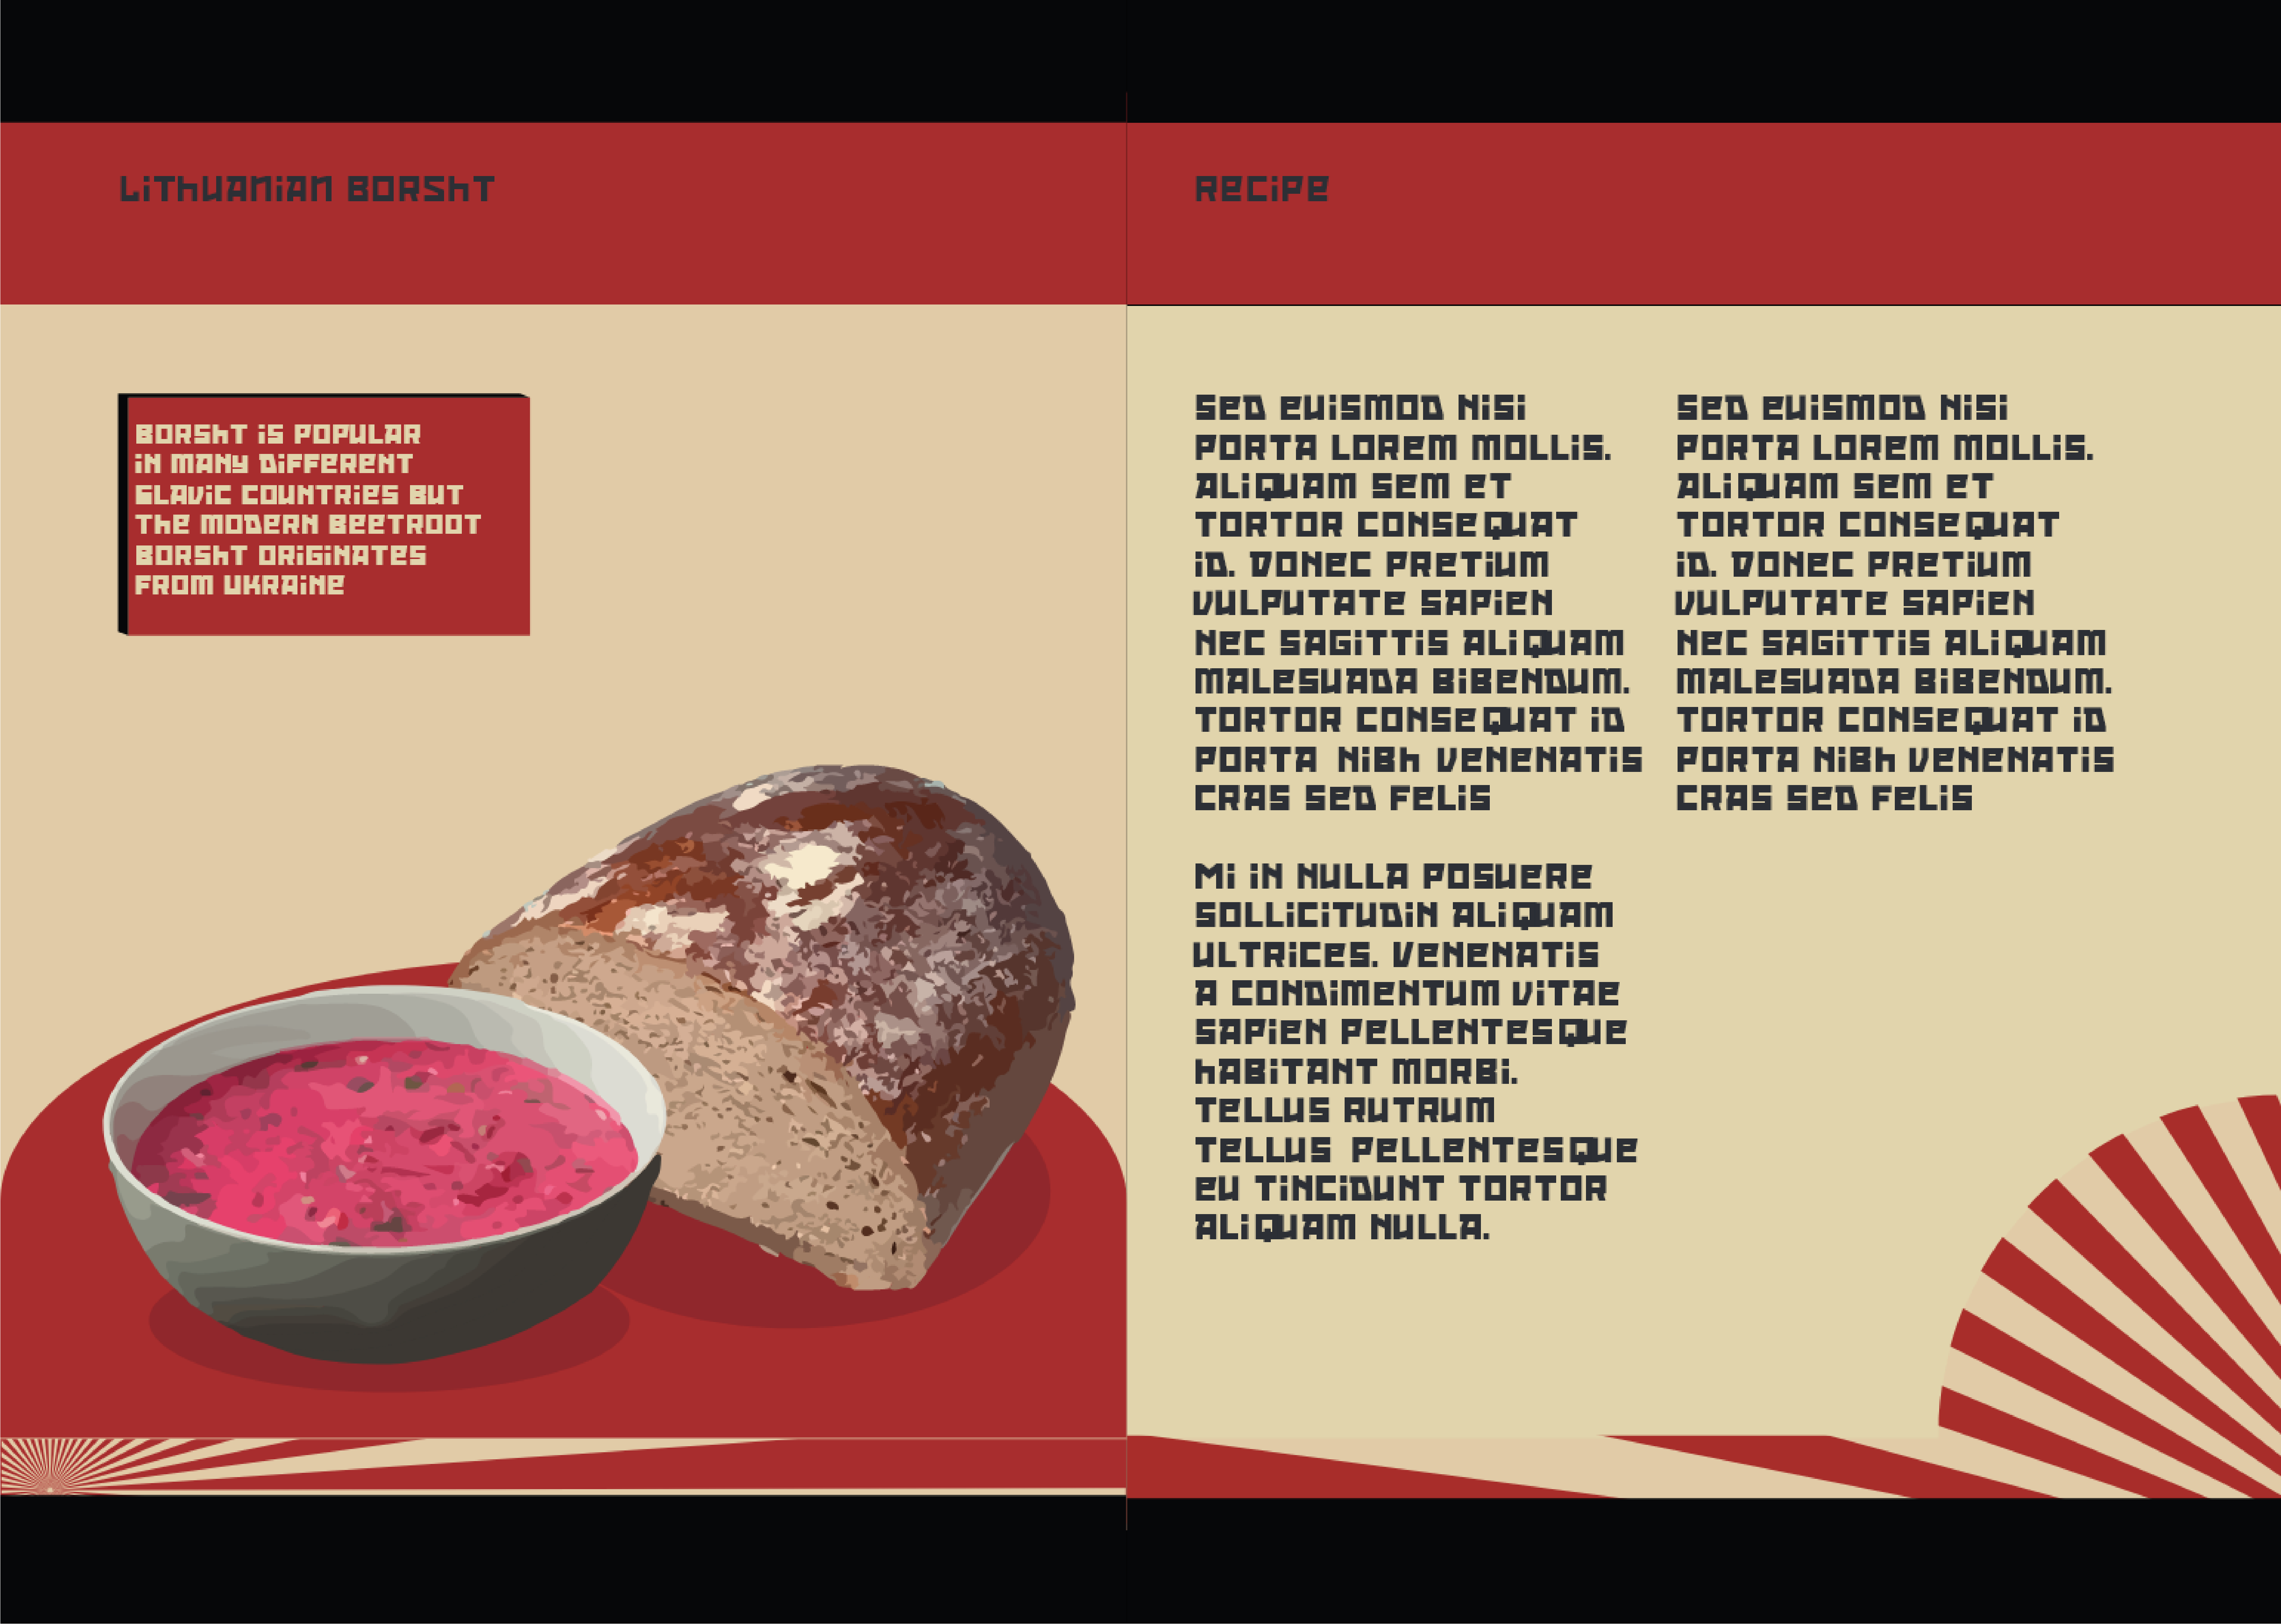 LiThUANiAN BORShT
BORShT iS POPULAR
iN MANY DiFFERENT
SLAViC COUNTRiES BUT
ThE MODERN BEETROOT
BORShT ORiGiNATES
FROM UKRAiNE
ReCiPe
SeD eUiSMOD NiSi
PORTA LOReM MOLLiS.
ALiQUAM SeM eT
TORTOR CONSeQUAT
iD. DONeC PReTiUM
VULPUTATe SAPieN
NeC SAGiTTiS ALiQUAM
MALeSUADA BiBeNDUM.
TORTOR CONSeQUAT iD
PORTA NiBh VeNeNATiS
CRAS SeD FeLiS
Mi iN NULLA POSUeRe
SOLLiCiTUDiN ALiQUAM
ULTRiCeS. VeNeNATiS
A CONDiMeNTUM ViTAe
SAPieN PeLLeNTeSQUe
hABiTANT MORBi.
TeLLUS RUTRUM
TeLLUS PeLLeNTeSQUe
eU TiNCiDUNT TORTOR
ALiQUAM NULLA.
SeD eUiSMOD NiSi
PORTA LOReM MOLLiS.
ALiQUAM SeM eT
TORTOR CONSeQUAT
iD. DONeC PReTiUM
VULPUTATe SAPieN
NeC SAGiTTiS ALiQUAM
MALeSUADA BiBeNDUM.
TORTOR CONSeQUAT iD
PORTA NiBh VeNeNATiS
CRAS SeD FeLiS